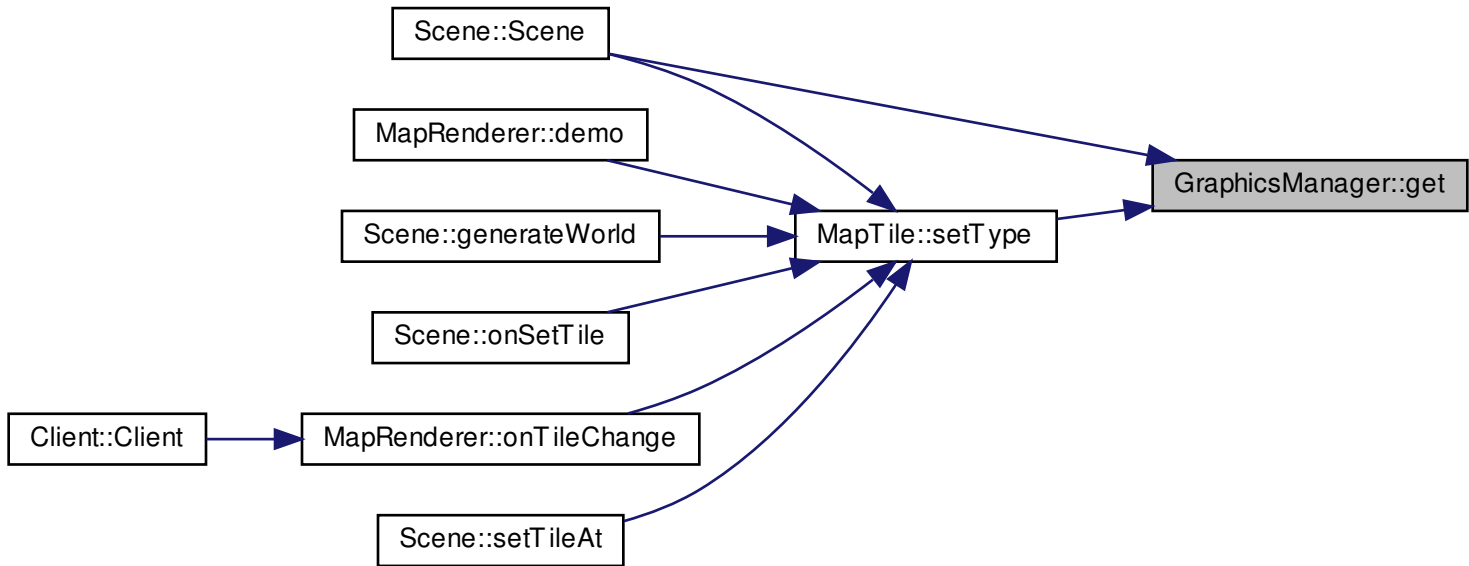 Scene::Scene
MapRenderer::demo
GraphicsManager::get
MapTile::setType
Scene::generateWorld
Scene::onSetTile
Client::Client
MapRenderer::onTileChange
Scene::setTileAt